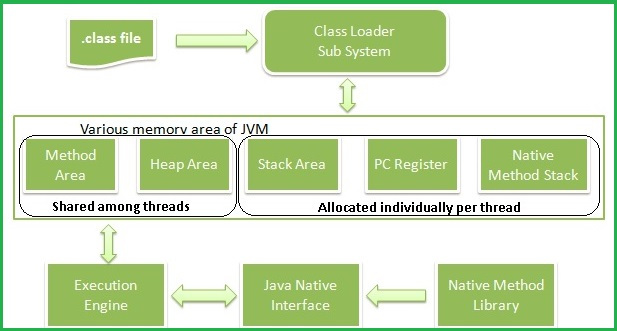 .class file
Class Loader
Sub System
Various memory area of JVM
Method
Area
Heap Area
Stack Area
PC Register
Native
Method Stack
Shared among threads
Allocated individually per thread
Execution
Engine
Java Native
Interface
Native Method
Library